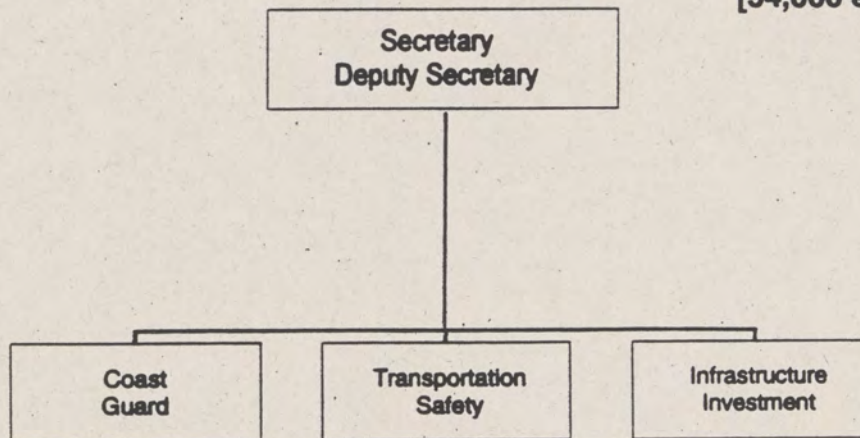 Secretary
Deputy Secretary
Coast
Guard
Transportation
Safety
Infrastructure
Investment